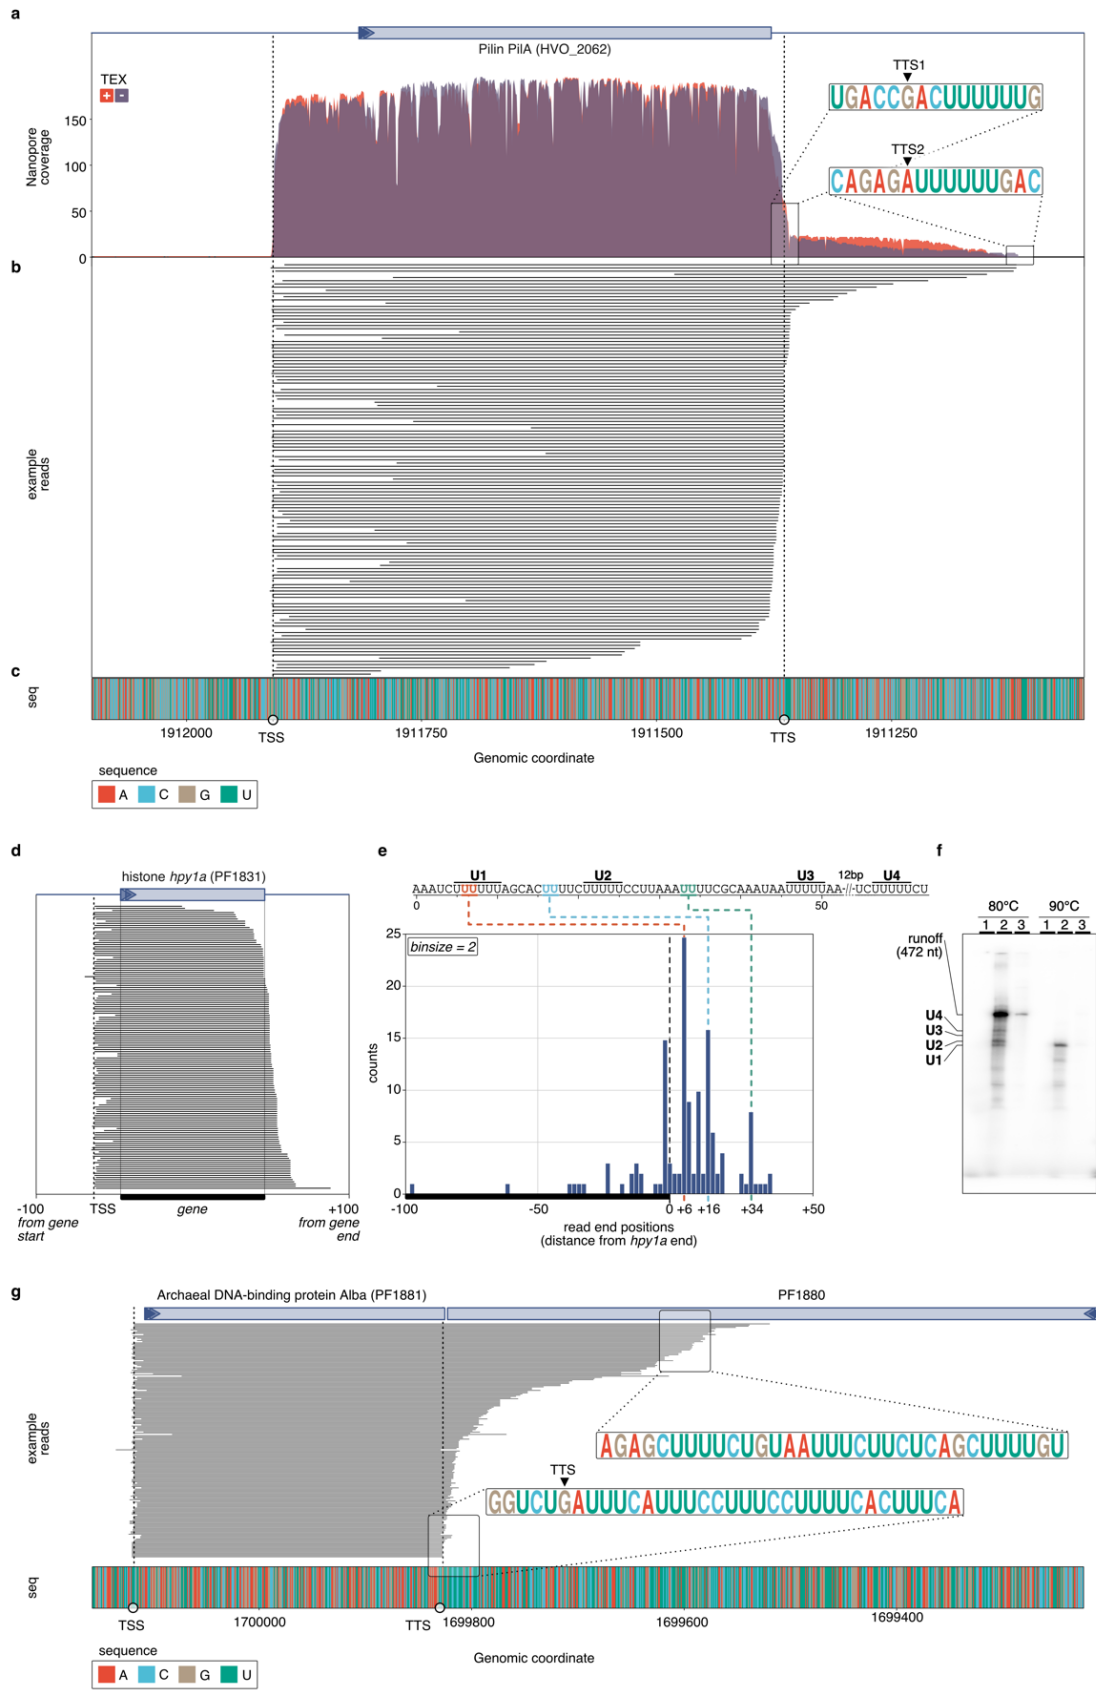 a
Pilin PilA (HVO_2062)
TEX
+ -
TTS1
UGACCGACUUUUUUG
TTS2
CAGAGAUUUUUUGAC
Nanopore
coverage
150
100
50
0
b
example
reads
c
seq
1912000
TSS
1911750
1911500
TTS
1911250
Genomic coordinate
sequence
A C G U
d
histone hpy1a (PF1831)
-100
from gene
start
TSS
gene
+100
from gene
end
e
U1 U2 U3 12bp U4
AAAUCUUUUUUAGCACUUUUCUUUUUCCUUAAAUUUUCGCAAAUAAUUUUUAA-//-UCUUUUUCU
0 50
binsize = 2
counts
25
20
15
10
5
0
-100 -50 0 +6 +16 +34 +50
read end positions
(distance from hpy1a end)
f
80°C 90°C
1 2 3 1 2 3
runoff
(472 nt)
U4
U3
U2
U1
g
Archaeal DNA-binding protein Alba (PF1881)
PF1880
example
reads
AGAGCUUUUCUGUAAUUUCUUCUCAGCUUUUGU
TTS
GGUCUGAUUUCAUUUCCUUUCCUUUUCACUUUCA
seq
TSS
1700000
TTS
1699800
1699600
1699400
Genomic coordinate
sequence
A C G U